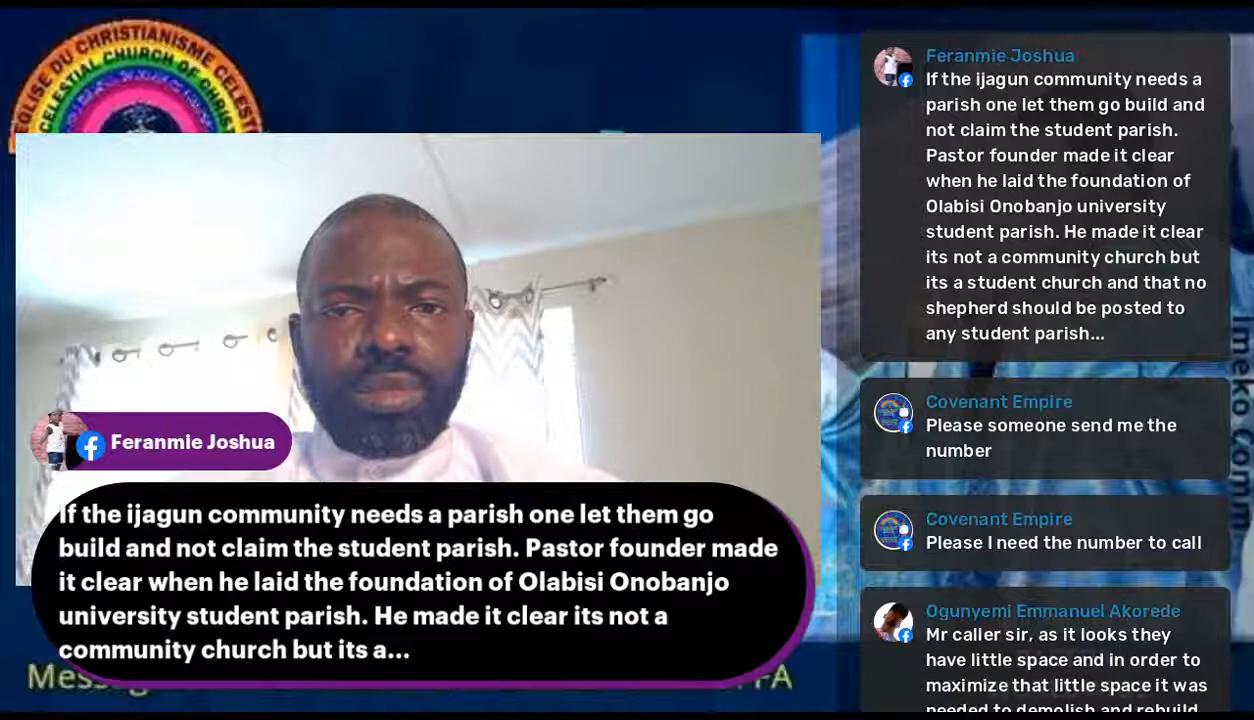 EGLISE DU CHRISTIANISME CELEST
CELESTIAL CHURCH OF CHRIST
Feranmie Joshua
If the ijagun community needs a parish one let them go
build and not claim the student parish. Pastor founder made
it clear when he laid the foundation of Olabisi Onobanjo
university student parish. He made it clear its not a
community church but its a...
Feranmie Joshua
If the ijagun community needs a
parish one let them go build and
not claim the student parish.
Pastor founder made it clear
when he laid the foundation of
Olabisi Onobanjo university
student parish. He made it clear
its not a community church but
its a student church and that no
shepherd should be posted to
any student parish...
Covenant Empire
Please someone send me the
number
Covenant Empire
Please I need the number to call
Ogunyemi Emmanuel Akorede
Mr caller sir, as it looks they
have little space and in order to
maximize that little space it was
needed to demolish and rebuild
Imeko